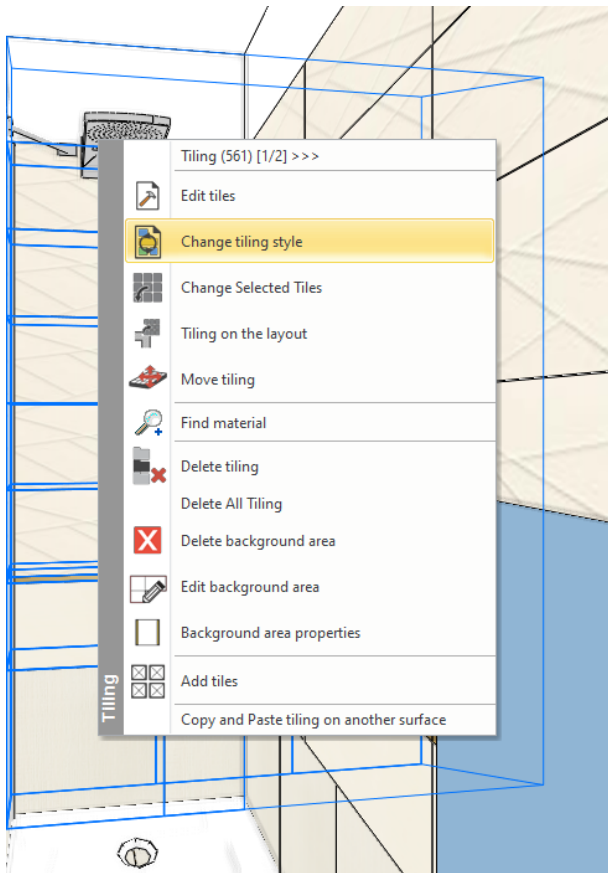 Tiling (561) [1/2] >>>
Edit tiles
Change tiling style
Change Selected Tiles
Tiling on the layout
Move tiling
Find material
Delete tiling
Delete All Tiling
Delete background area
Edit background area
Background area properties
Add tiles
Copy and Paste tiling on another surface
Tiling